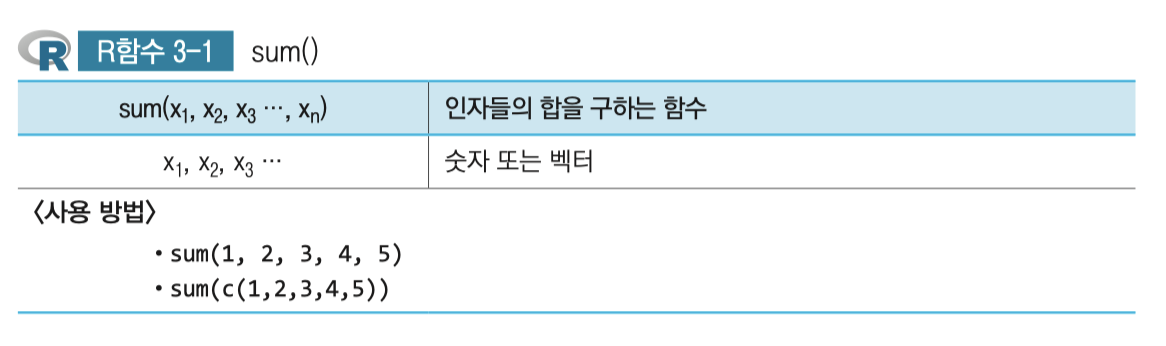 R R함수 3-1 sum()
sum(x₁, x₂, x₃ ⋯, xₙ) 인자들의 합을 구하는 함수
x₁, x₂, x₃ ⋯ 숫자 또는 벡터
〈사용 방법〉
• sum(1, 2, 3, 4, 5)
• sum(c(1,2,3,4,5))